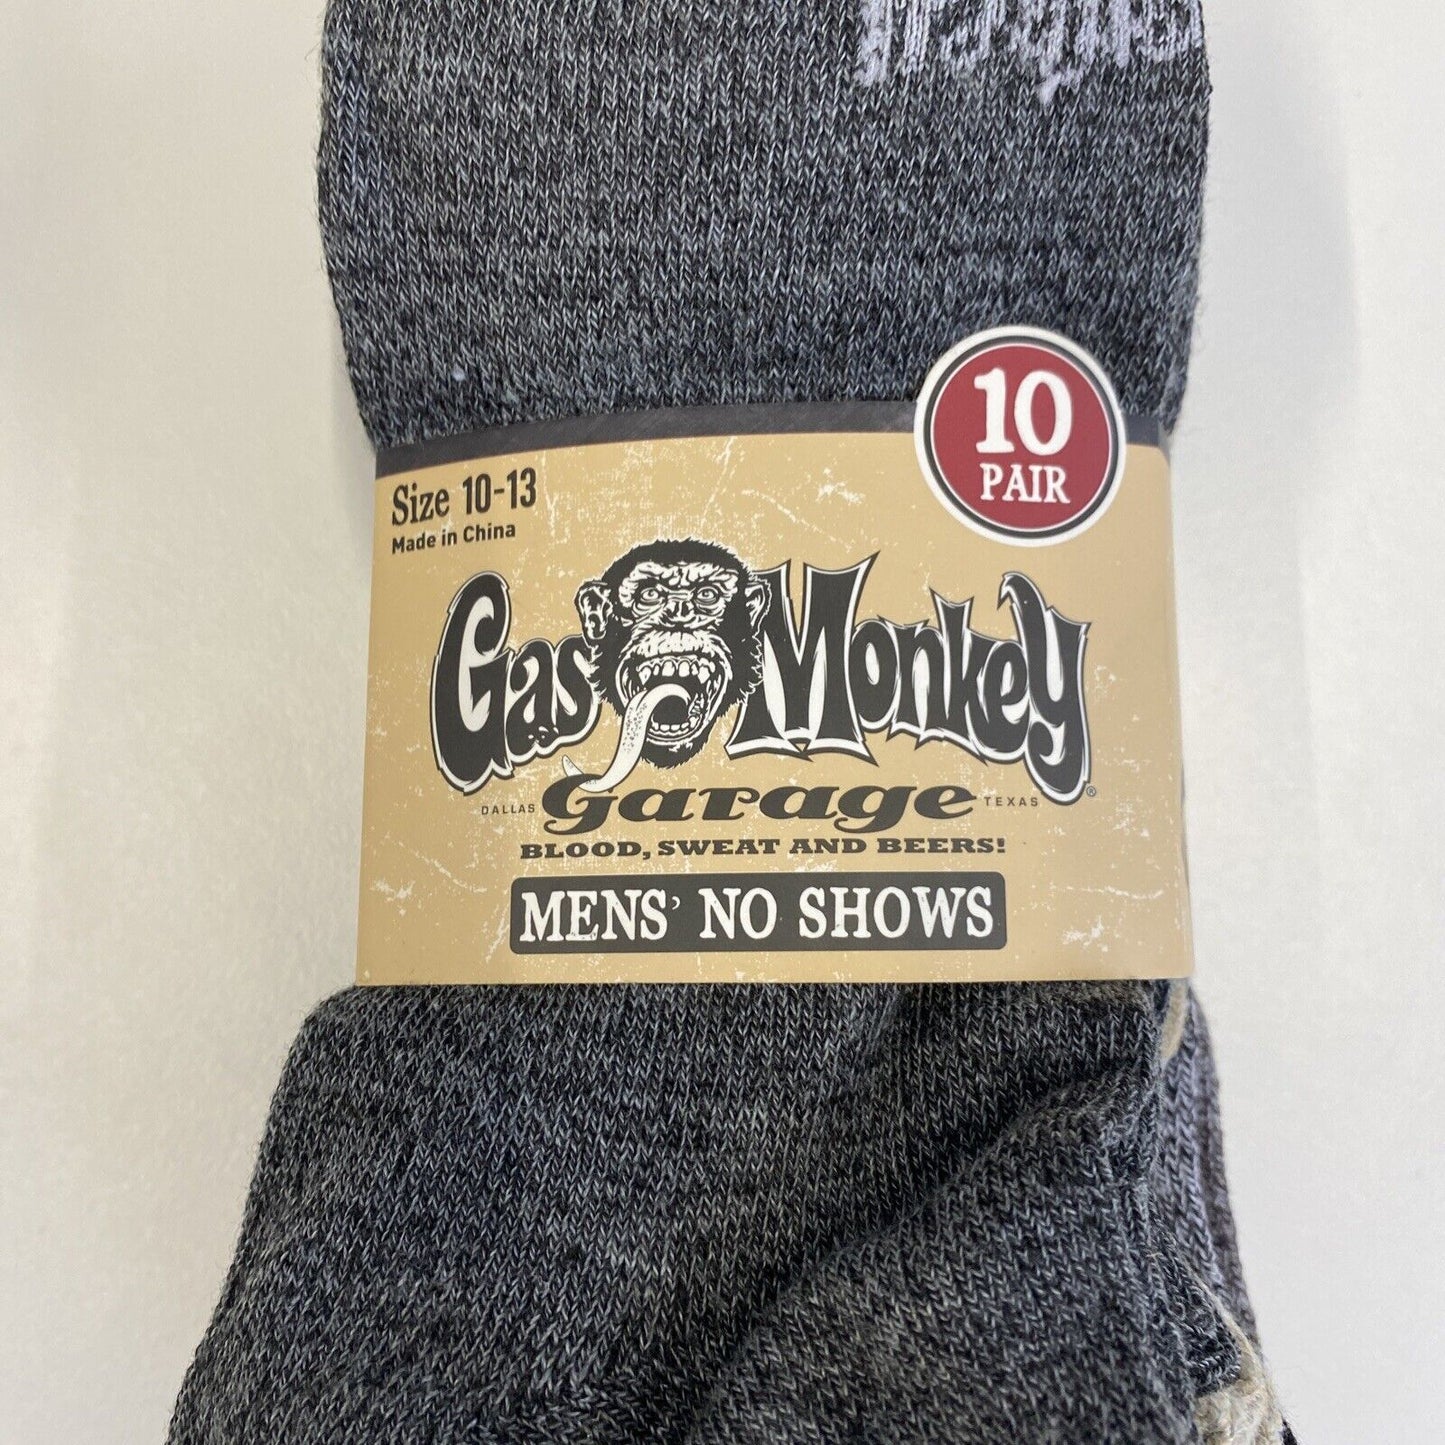 10
PAIR
Size 10-13
Made in China
Gas Monkey
DALLAS Garage TEXAS
BLOOD, SWEAT AND BEERS!
MENS' NO SHOWS